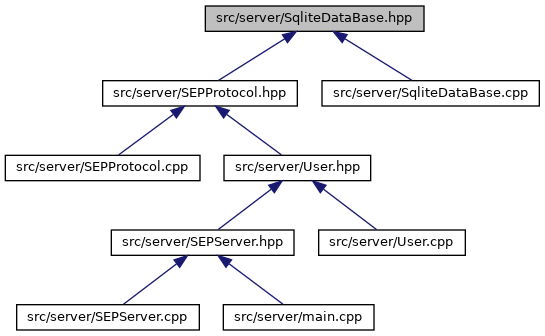 src/server/SqliteDataBase.hpp
src/server/SEPProtocol.hpp
src/server/SqliteDataBase.cpp
src/server/SEPProtocol.cpp
src/server/User.hpp
src/server/SEPServer.hpp
src/server/User.cpp
src/server/SEPServer.cpp
src/server/main.cpp